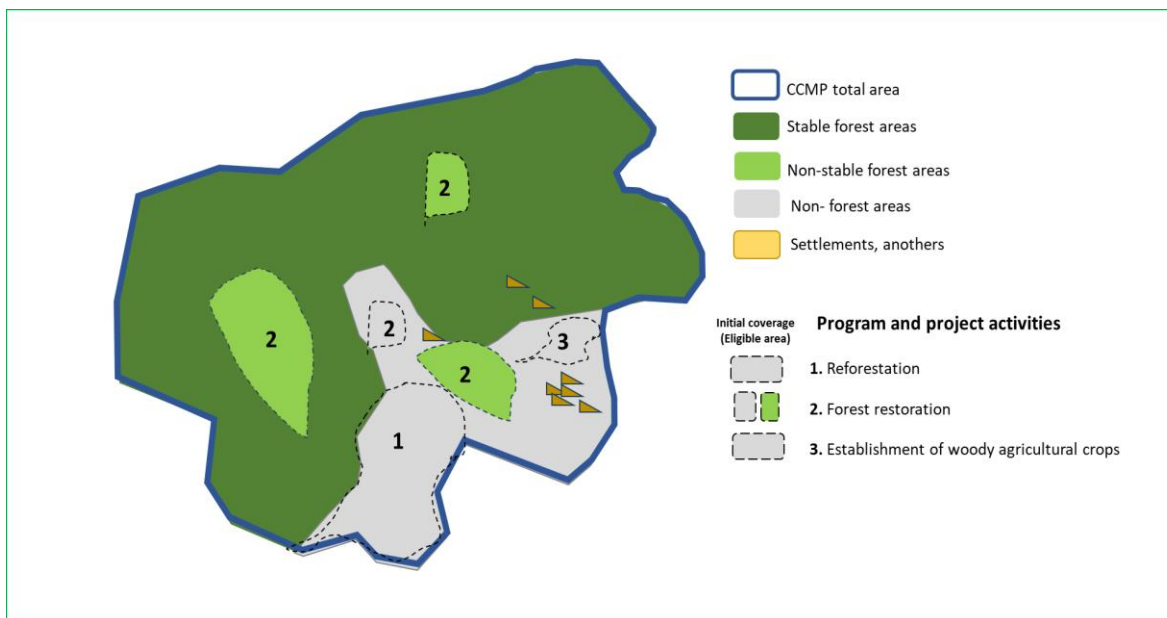 CCMP total area
Stable forest areas
Non-stable forest areas
Non- forest areas
Settlements, anothers
2
2
2
3
2
1
Initial coverage
(Eligible area)
Program and project activities
1. Reforestation
2. Forest restoration
3. Establishment of woody agricultural crops